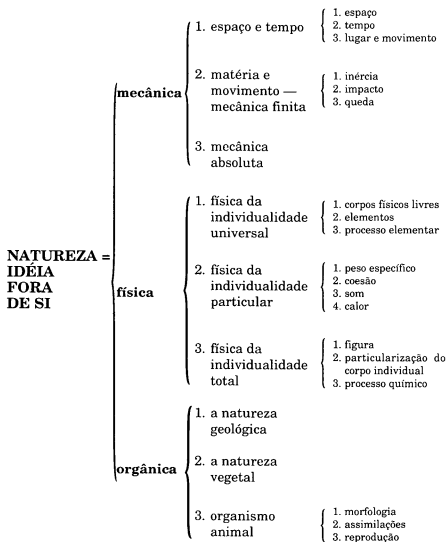 NATUREZA =
IDÉIA
FORA
DE SI
mecânica
1. espaço e tempo
1. espaço
2. tempo
3. lugar e movimento
2. matéria e
movimento —
mecânica finita
1. inércia
2. impacto
3. queda
3. mecânica
absoluta
física
1. física da
individualidade
universal
1. corpos físicos livres
2. elementos
3. processo elementar
2. física da
individualidade
particular
1. peso específico
2. coesão
3. som
4. calor
3. física da
individualidade
total
1. figura
2. particularização do
corpo individual
3. processo químico
orgânica
1. a natureza
geológica
2. a natureza
vegetal
3. organismo
animal
1. morfologia
2. assimilações
3. reprodução